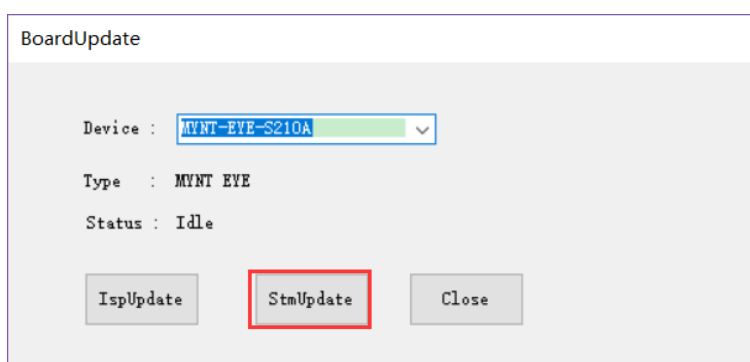 BoardUpdate
Device : MYNT-EYE-S210A
Type : MYNT EYE
Status : Idle
IspUpdate StmUpdate Close